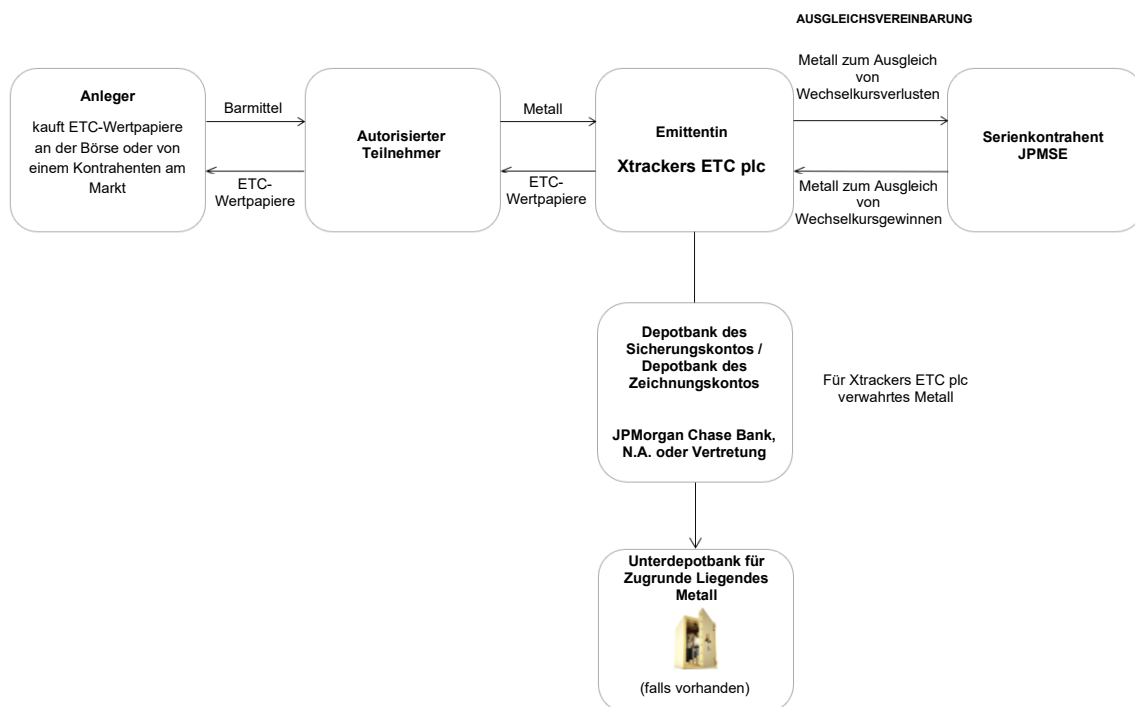 AUSGLEICHSVEREINBARUNG
Anleger
kauft ETC-Wertpapiere
an der Börse oder von
einem Kontrahenten am
Markt
Barmittel
ETC-
Wertpapiere
Autorisierter
Teilnehmer
Metall
ETC-
Wertpapiere
Emittentin
Xtrackers ETC plc
Metall zum Ausgleich
von
Wechselkursverlusten
Metall zum Ausgleich
von
Wechselkursgewinnen
Serienkontrahent
JPMSE
Depotbank des
Sicherungskontos /
Depotbank des
Zeichnungskontos
JPMorgan Chase Bank,
N.A. oder Vertretung
Für Xtrackers ETC plc
verwahrtes Metall
Unterdepotbank für
Zugrunde Liegendes
Metall
(falls vorhanden)